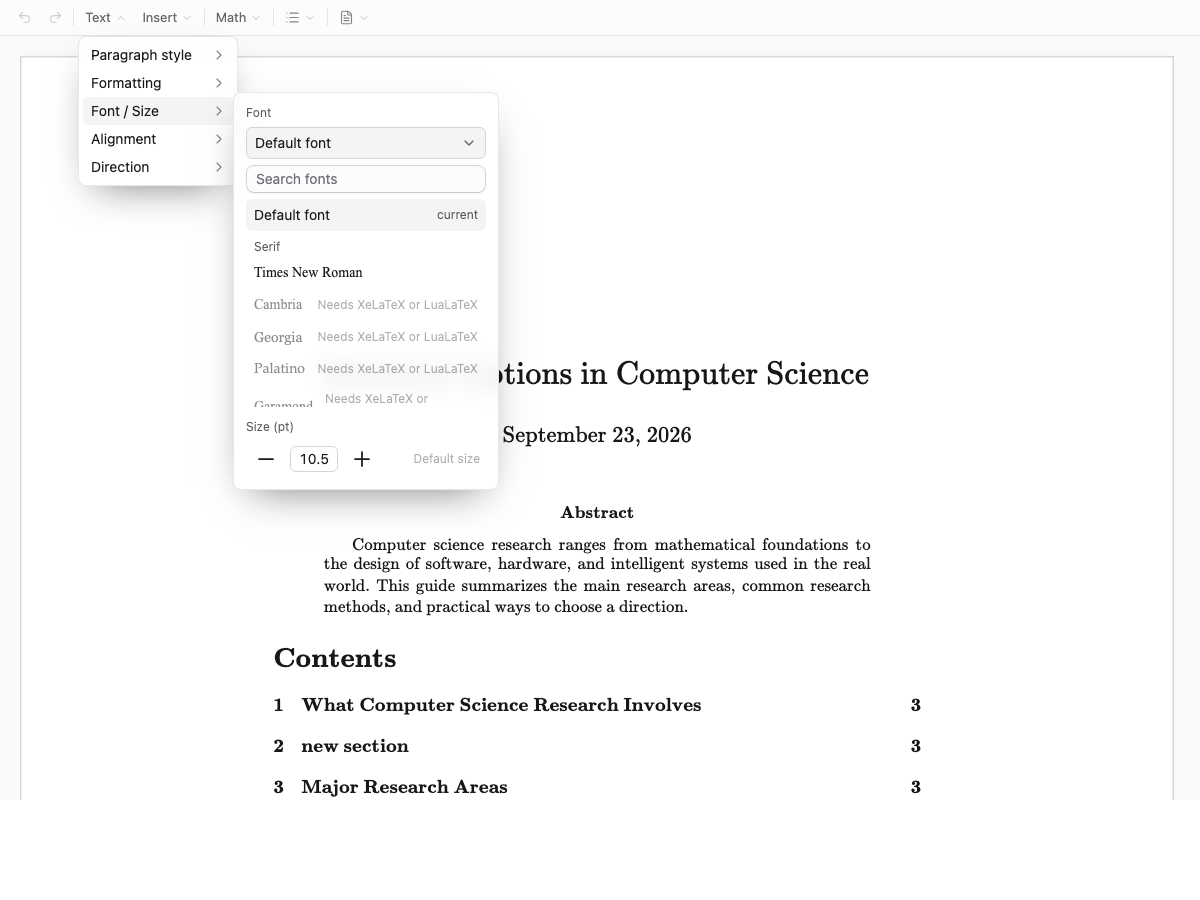 Text Insert Math
Paragraph style
Formatting
Font / Size
Alignment
Direction
Font
Default font
Search fonts
Default font current
Serif
Times New Roman
Cambria Needs XeLaTeX or LuaLaTeX
Georgia Needs XeLaTeX or LuaLaTeX
Palatino Needs XeLaTeX or LuaLaTeX
Garamond Needs XeLaTeX or
Size (pt)
10.5 Default size
in Computer Science
September 23, 2026
Abstract
Computer science research ranges from mathematical foundations to
the design of software, hardware, and intelligent systems used in the real
world. This guide summarizes the main research areas, common research
methods, and practical ways to choose a direction.
Contents
1 What Computer Science Research Involves 3
2 new section 3
3 Major Research Areas 3